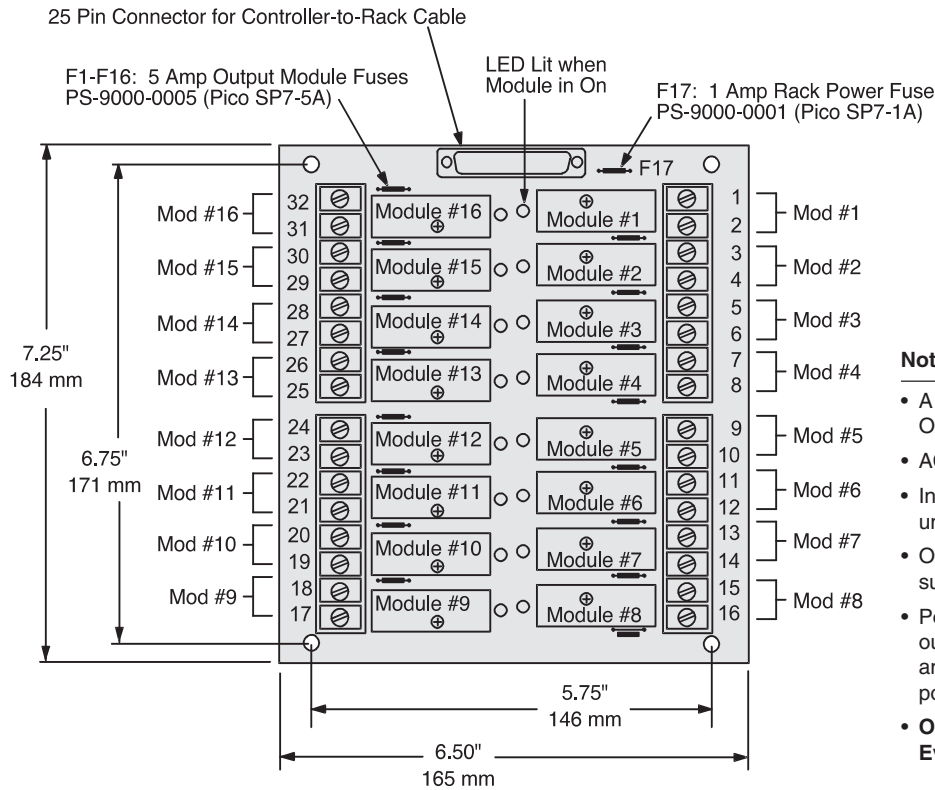 25 Pin Connector for Controller-to-Rack Cable
F1-F16: 5 Amp Output Module Fuses
PS-9000-0005 (Pico SP7-5A)
LED Lit when
Module in On
F17: 1 Amp Rack Power Fuse
PS-9000-0001 (Pico SP7-1A)
F17
7.25"
184 mm
6.75"
171 mm
Mod #16
Mod #15
Mod #14
Mod #13
Mod #12
Mod #11
Mod #10
Mod #9
32
31
30
29
28
27
26
25
24
23
22
21
20
19
18
17
Module #16
Module #15
Module #14
Module #13
Module #12
Module #11
Module #10
Module #9
Module #1
Module #2
Module #3
Module #4
Module #5
Module #6
Module #7
Module #8
1
2
3
4
5
6
7
8
9
10
11
12
13
14
15
16
Mod #1
Mod #2
Mod #3
Mod #4
Mod #5
Mod #6
Mod #7
Mod #8
5.75"
146 mm
6.50"
165 mm
• A
• In